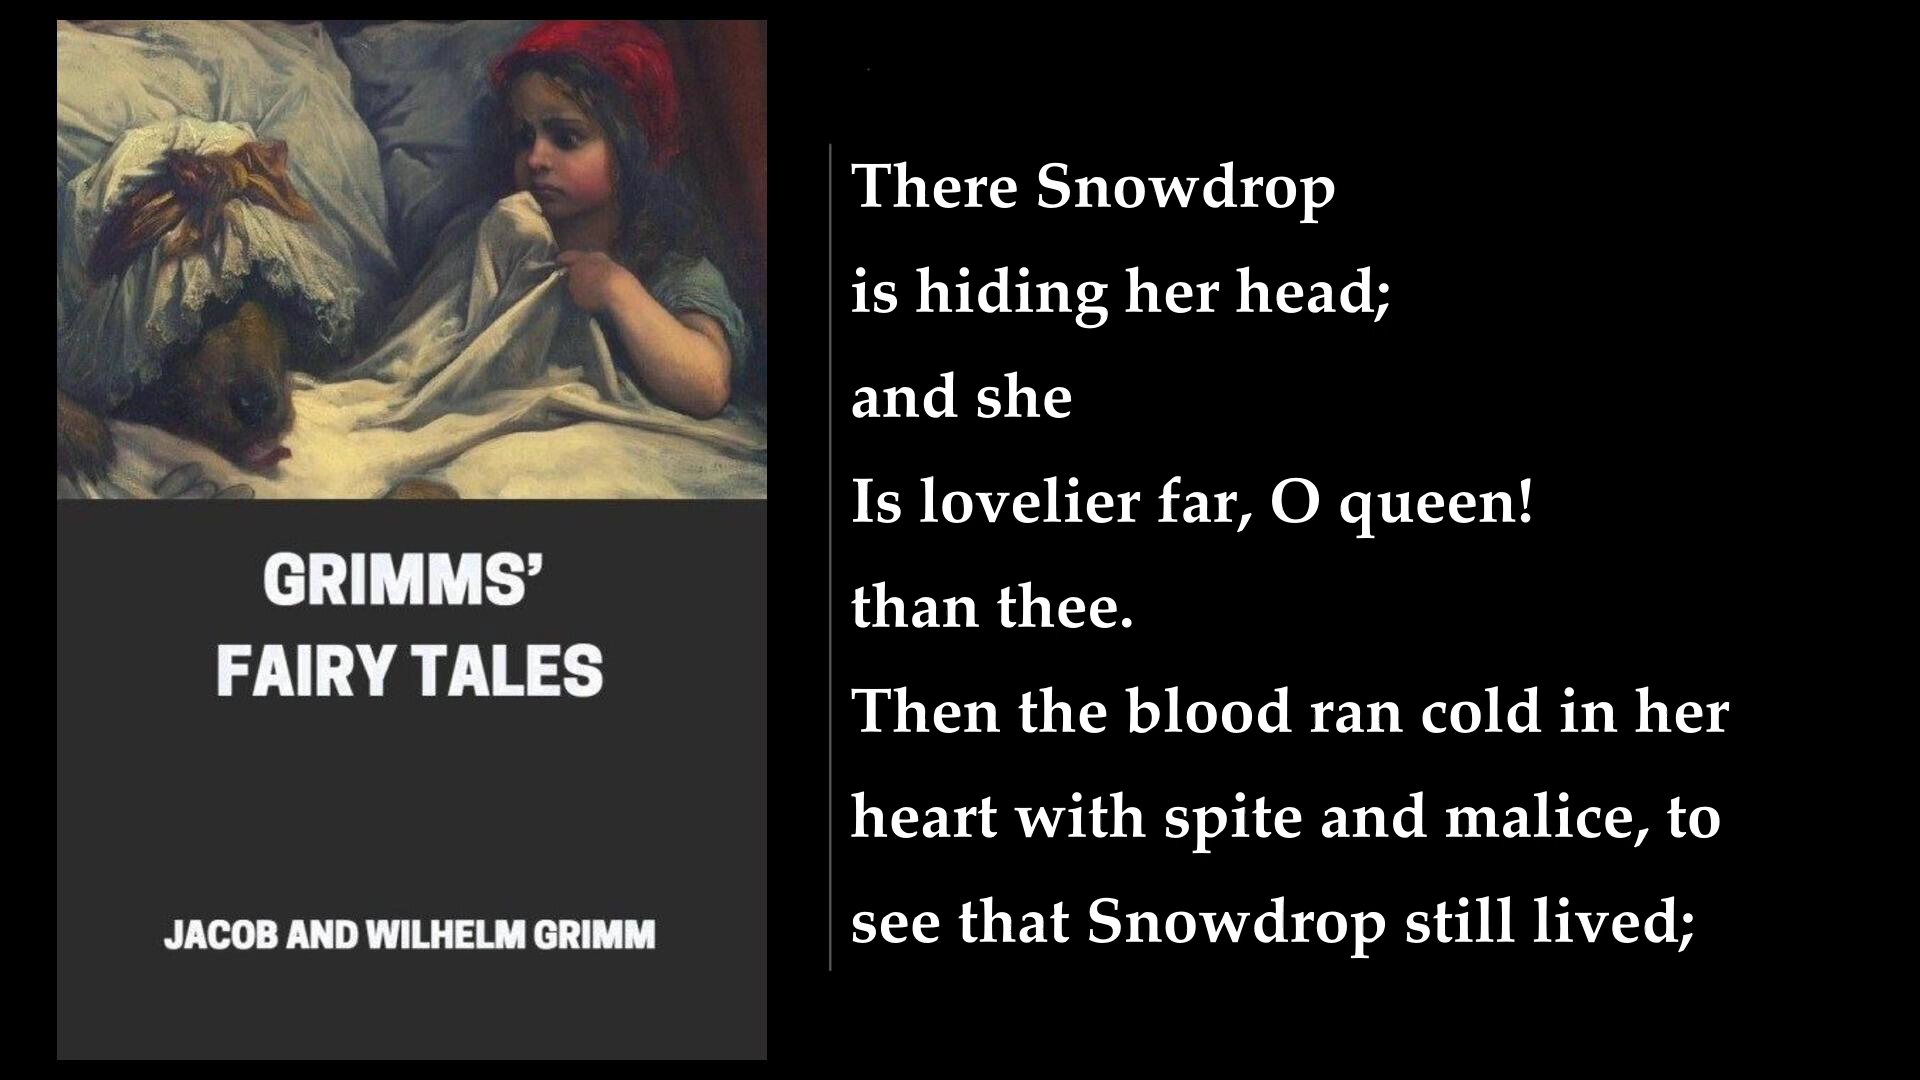 GRIMMS’
FAIRY TALES
JACOB AND WILHELM GRIMM
There Snowdrop
is hiding her head;
and she
Is lovelier far, O queen!
than thee.
Then the blood ran cold in her
heart with spite and malice, to
see that Snowdrop still lived;